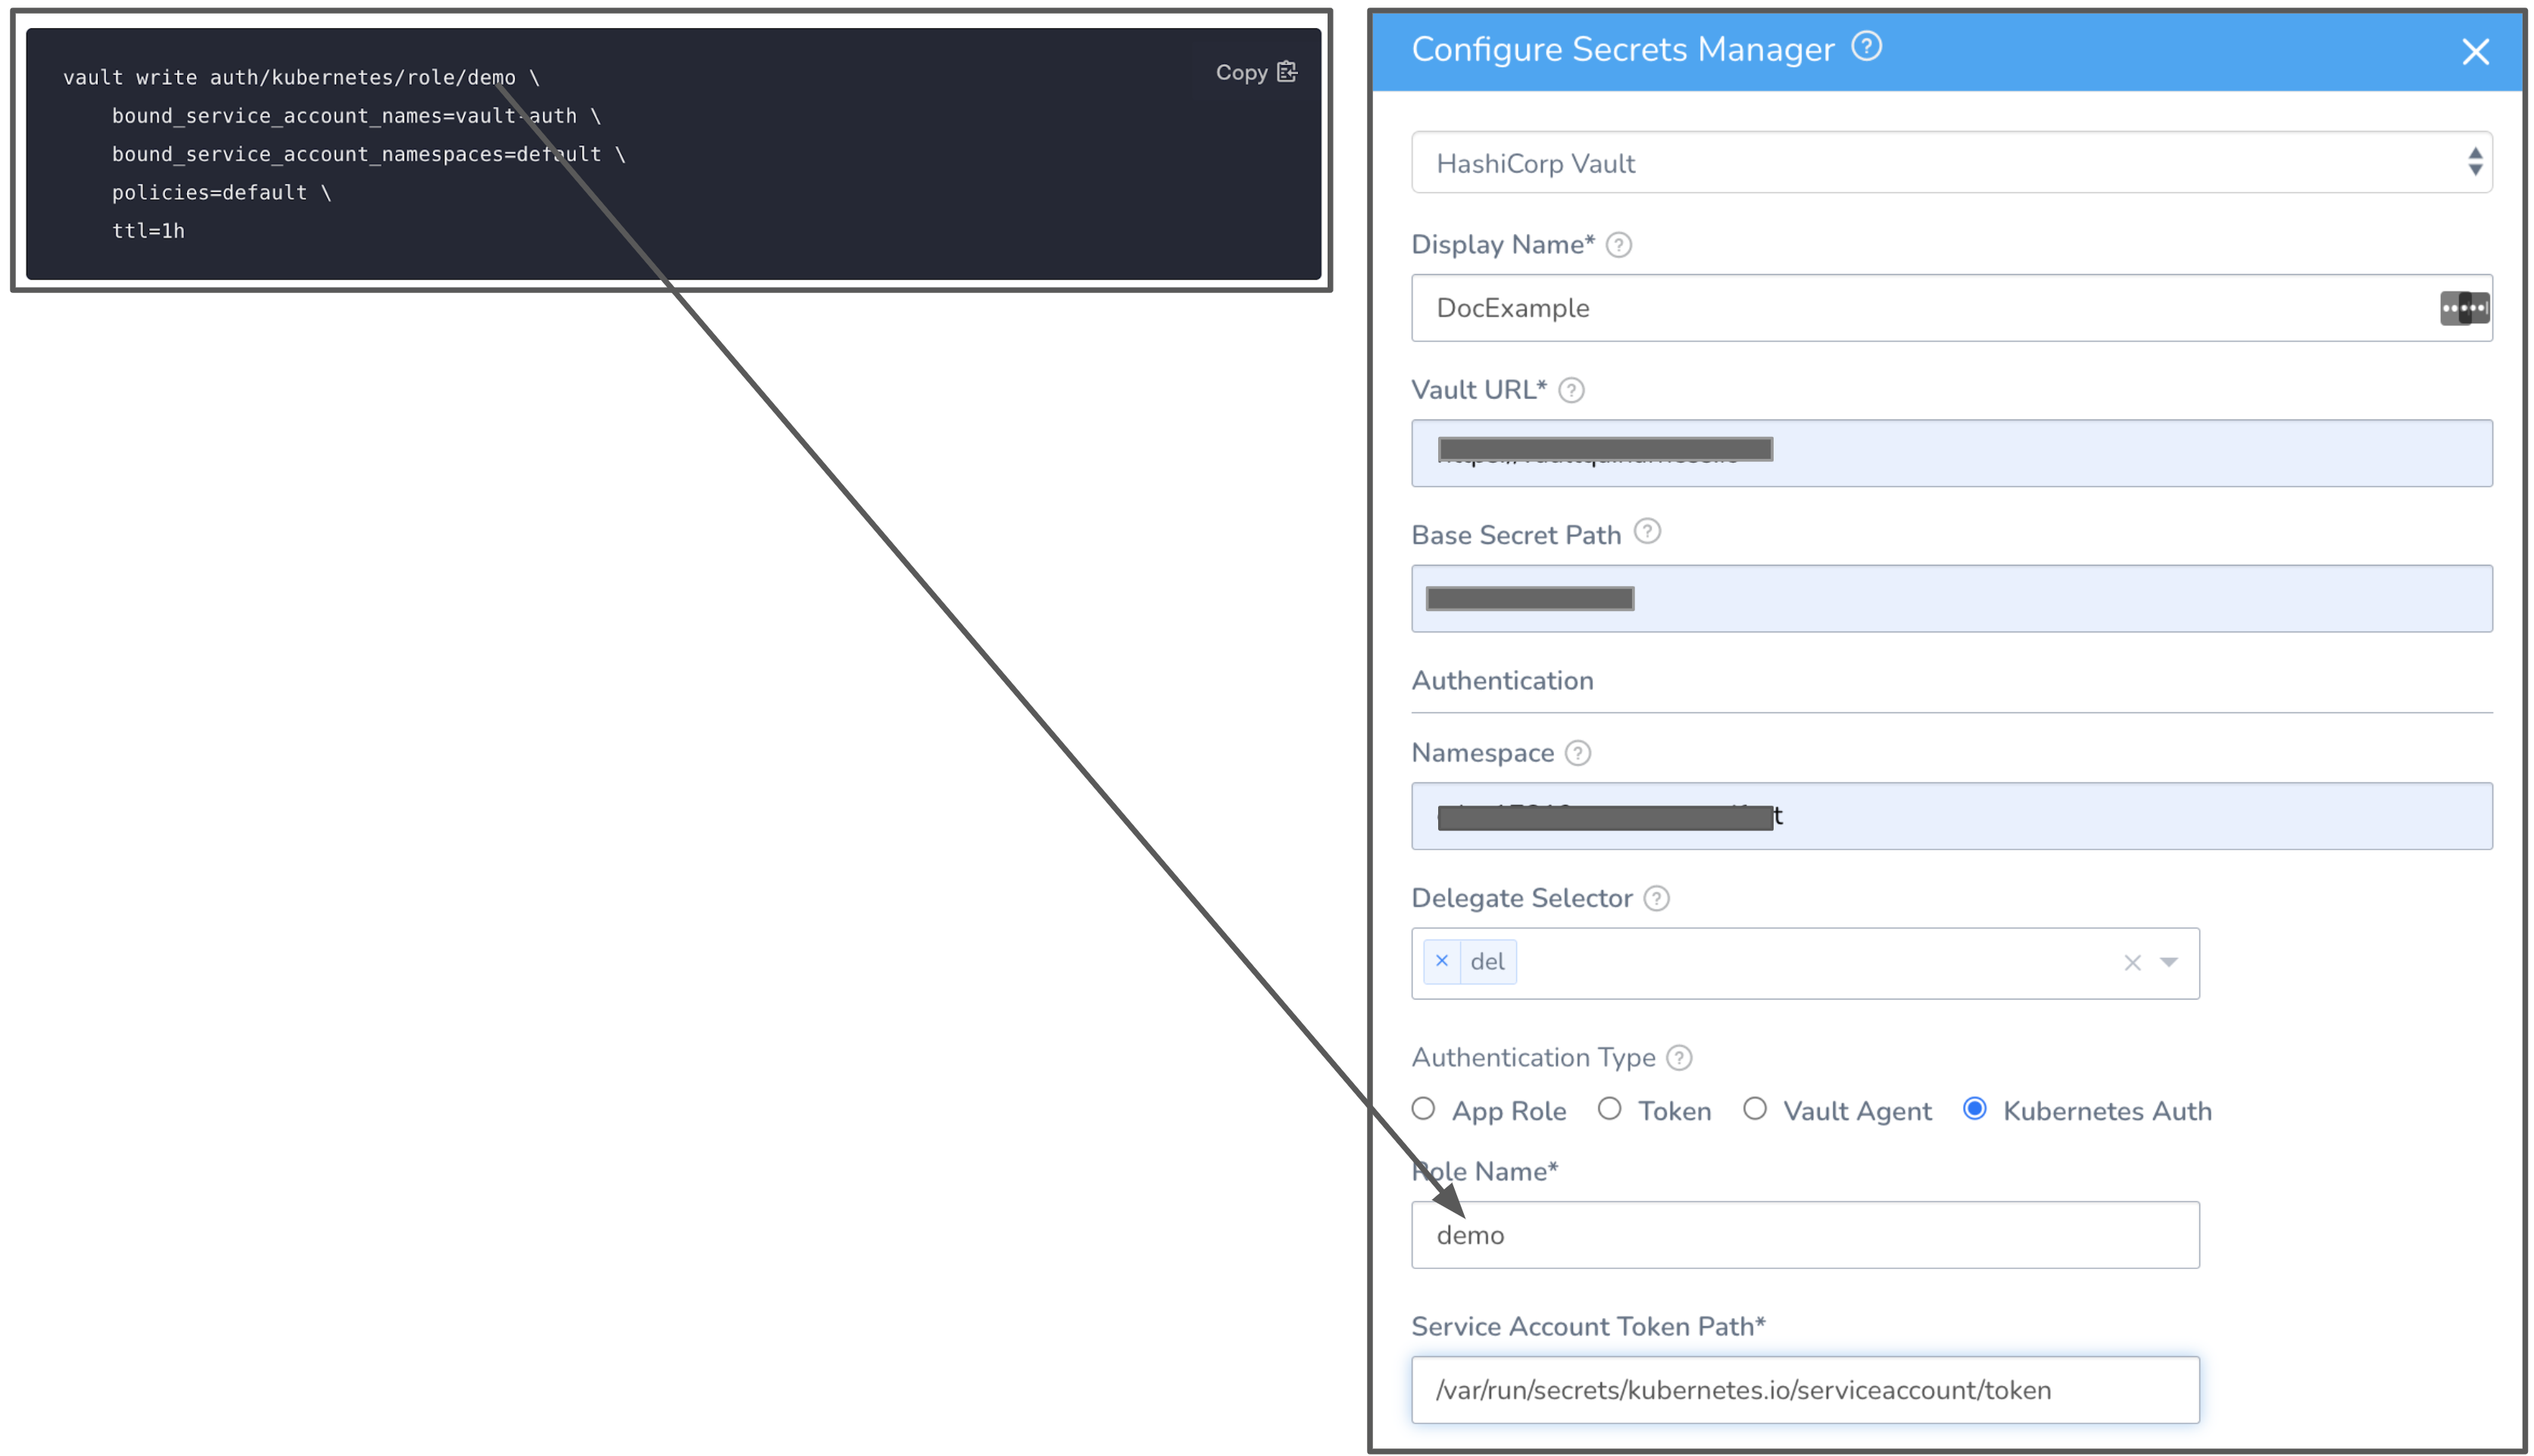 vault write auth/kubernetes/role/demo \
bound_service_account_names=vault-auth \
bound_service_account_namespaces=default \
policies=default \
ttl=1h
Copy
Configure Secrets Manager ?
HashiCorp Vault
Display Name* ?
DocExample
Vault URL* ?
Base Secret Path ?
Authentication
Namespace ?
t
Delegate Selector ?
× del
Authentication Type ?
App Role Token Vault Agent Kubernetes Auth
Role Name*
demo
Service Account Token Path*
/var/run/secrets/kubernetes.io/serviceaccount/token